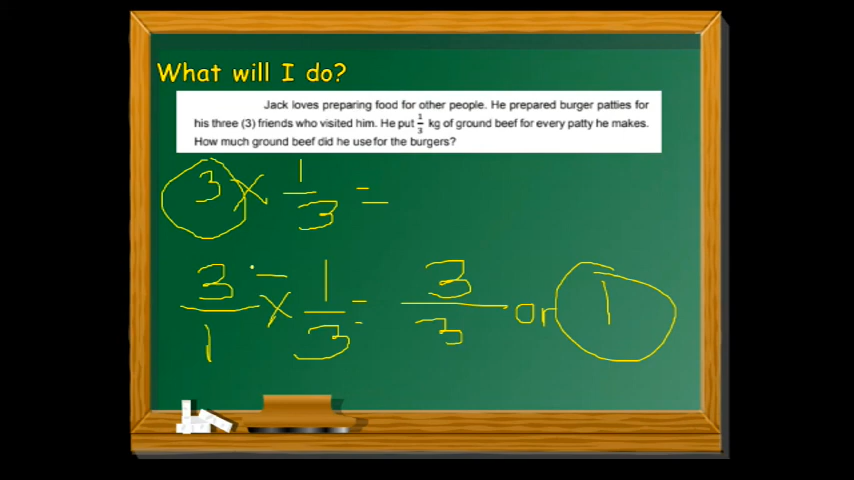 What will I do?
Jack loves preparing food for other people. He prepared burger patties for
his three (3) friends who visited him. He put 1/3 kg of ground beef for every patty he makes.
How much ground beef did he use for the burgers?
3 × 1/3 =
3/1 × 1/3 = 3/3 or 1